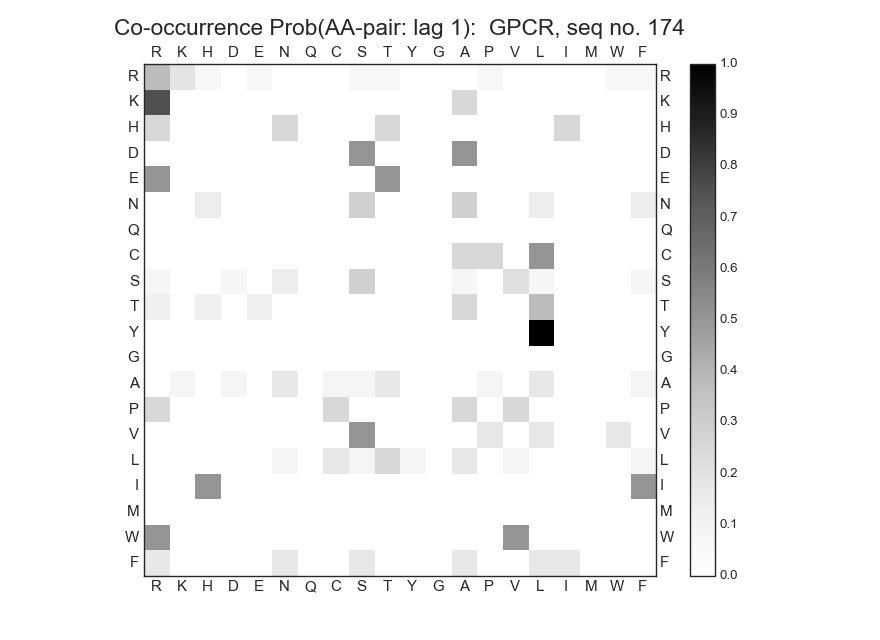 Co-occurrence Prob(AA-pair: lag 1):  GPCR, seq no. 174
R K H D E N Q C S T Y G A P V L I M W F
R R 1.0
K K 0.9
H H
D D 0.8
E E
N N 0.7
Q Q
C C 0.6
S S
T T 0.5
Y Y
G G 0.4
A A
P P 0.3
V V
L L 0.2
I I
M M 0.1
W W
F F 0.0
R K H D E N Q C S T Y G A P V L I M W F